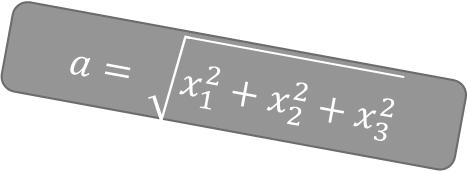 a = √(x₁² + x₂² + x₃²)